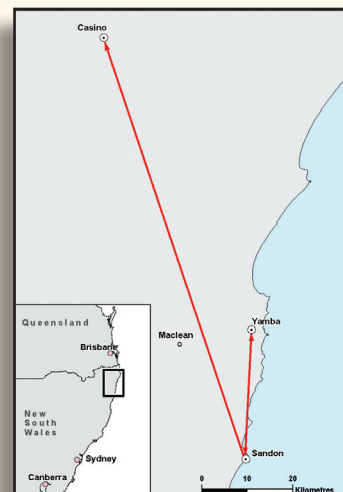 Casino
Yamba
Maclean
Sandon
0 10 20
Kilometres
Queensland
Brisbane
New
South
Wales
Sydney
Canberra